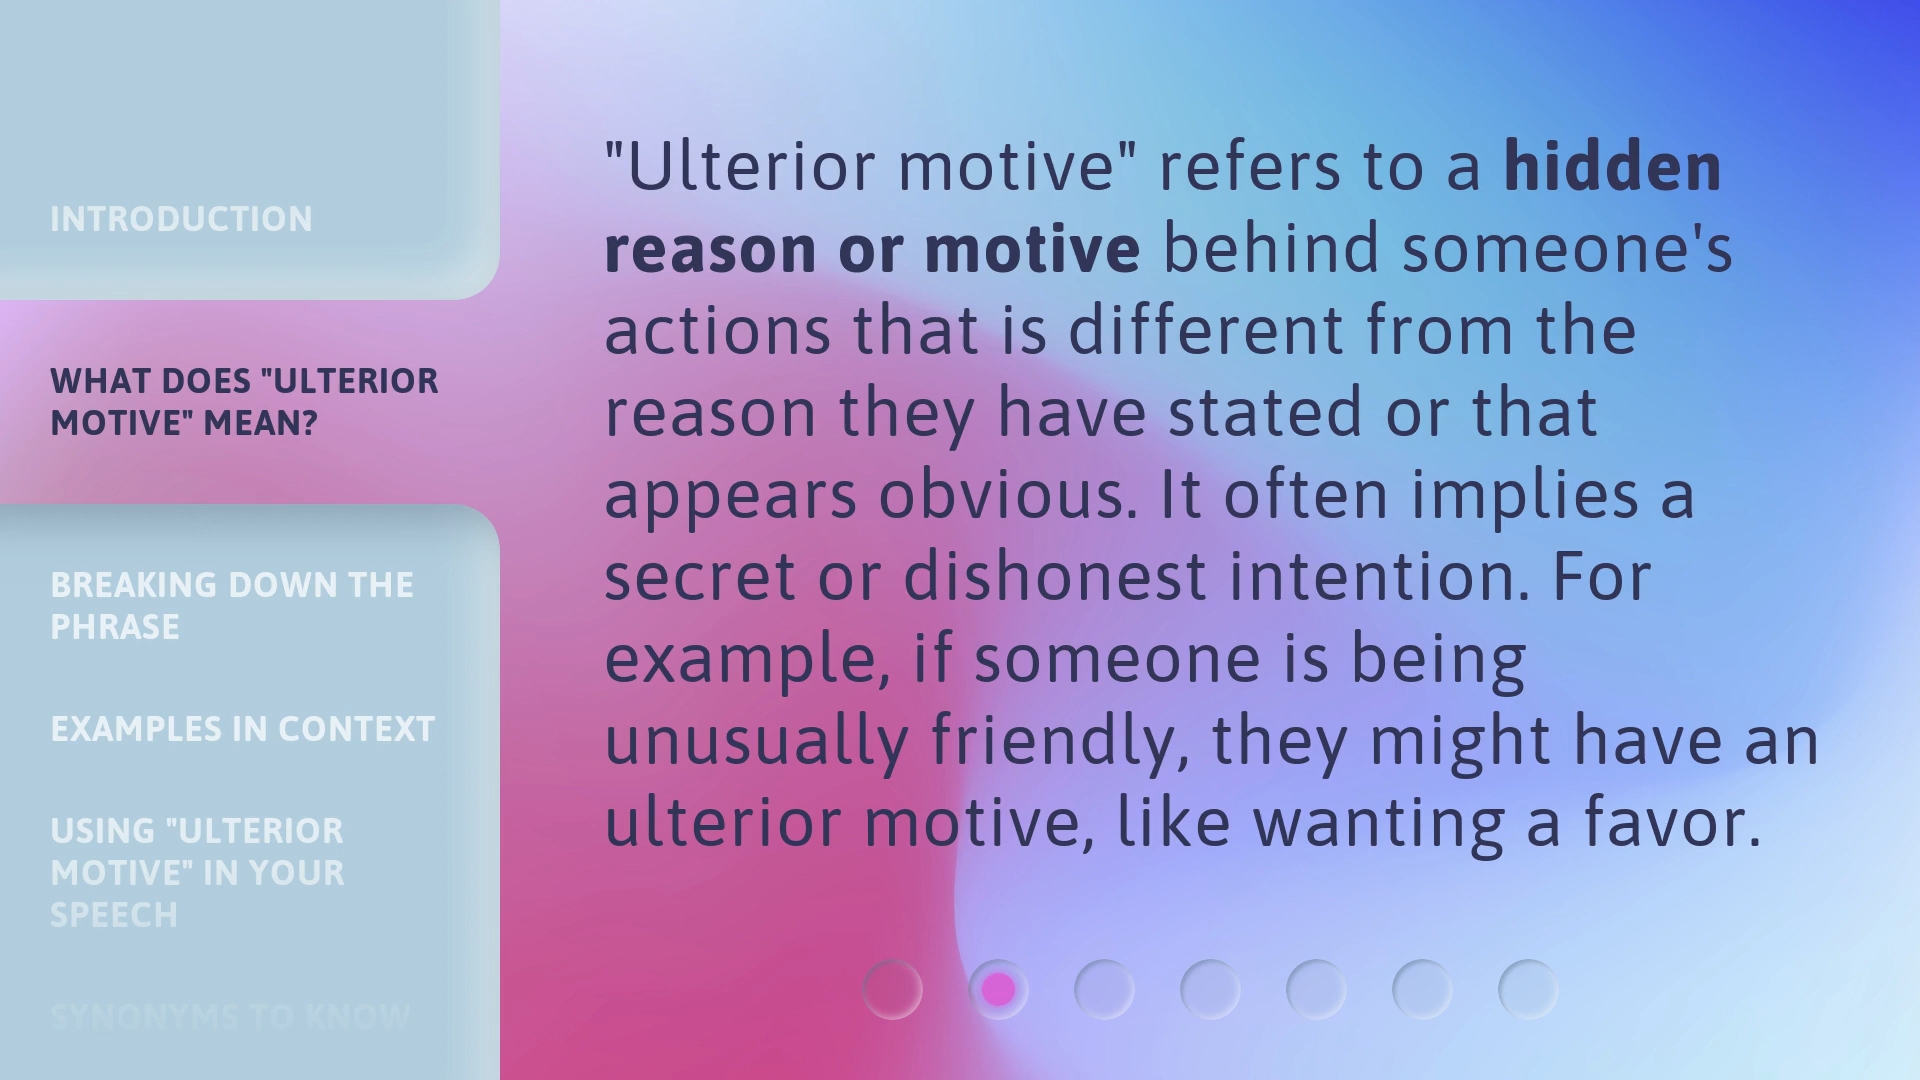 INTRODUCTION
WHAT DOES "ULTERIOR
MOTIVE" MEAN?
BREAKING DOWN THE
PHRASE
EXAMPLES IN CONTEXT
USING "ULTERIOR
MOTIVE" IN YOUR
SPEECH
SYNONYMS TO KNOW
"Ulterior motive" refers to a hidden
reason or motive behind someone's
actions that is different from the
reason they have stated or that
appears obvious. It often implies a
secret or dishonest intention. For
example, if someone is being
unusually friendly, they might have an
ulterior motive, like wanting a favor.